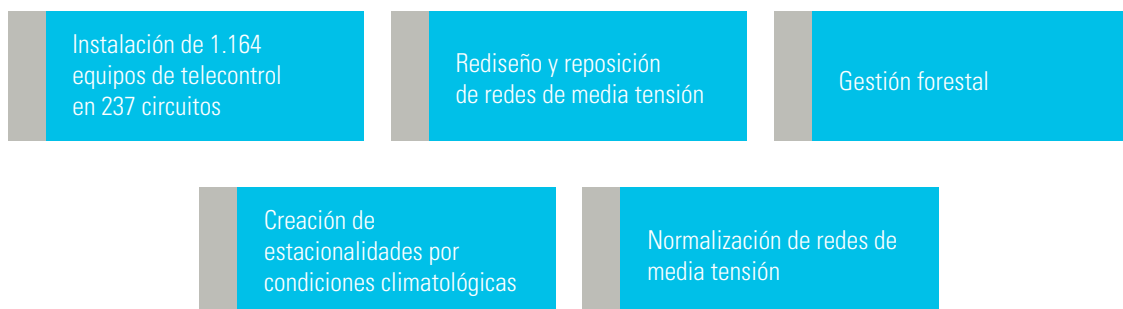 Instalación de 1.164
equipos de telecontrol
en 237 circuitos
Rediseño y reposición
de redes de media tensión
Gestión forestal
Creación de
estacionalidades por
condiciones climatológicas
Normalización de redes de
media tensión